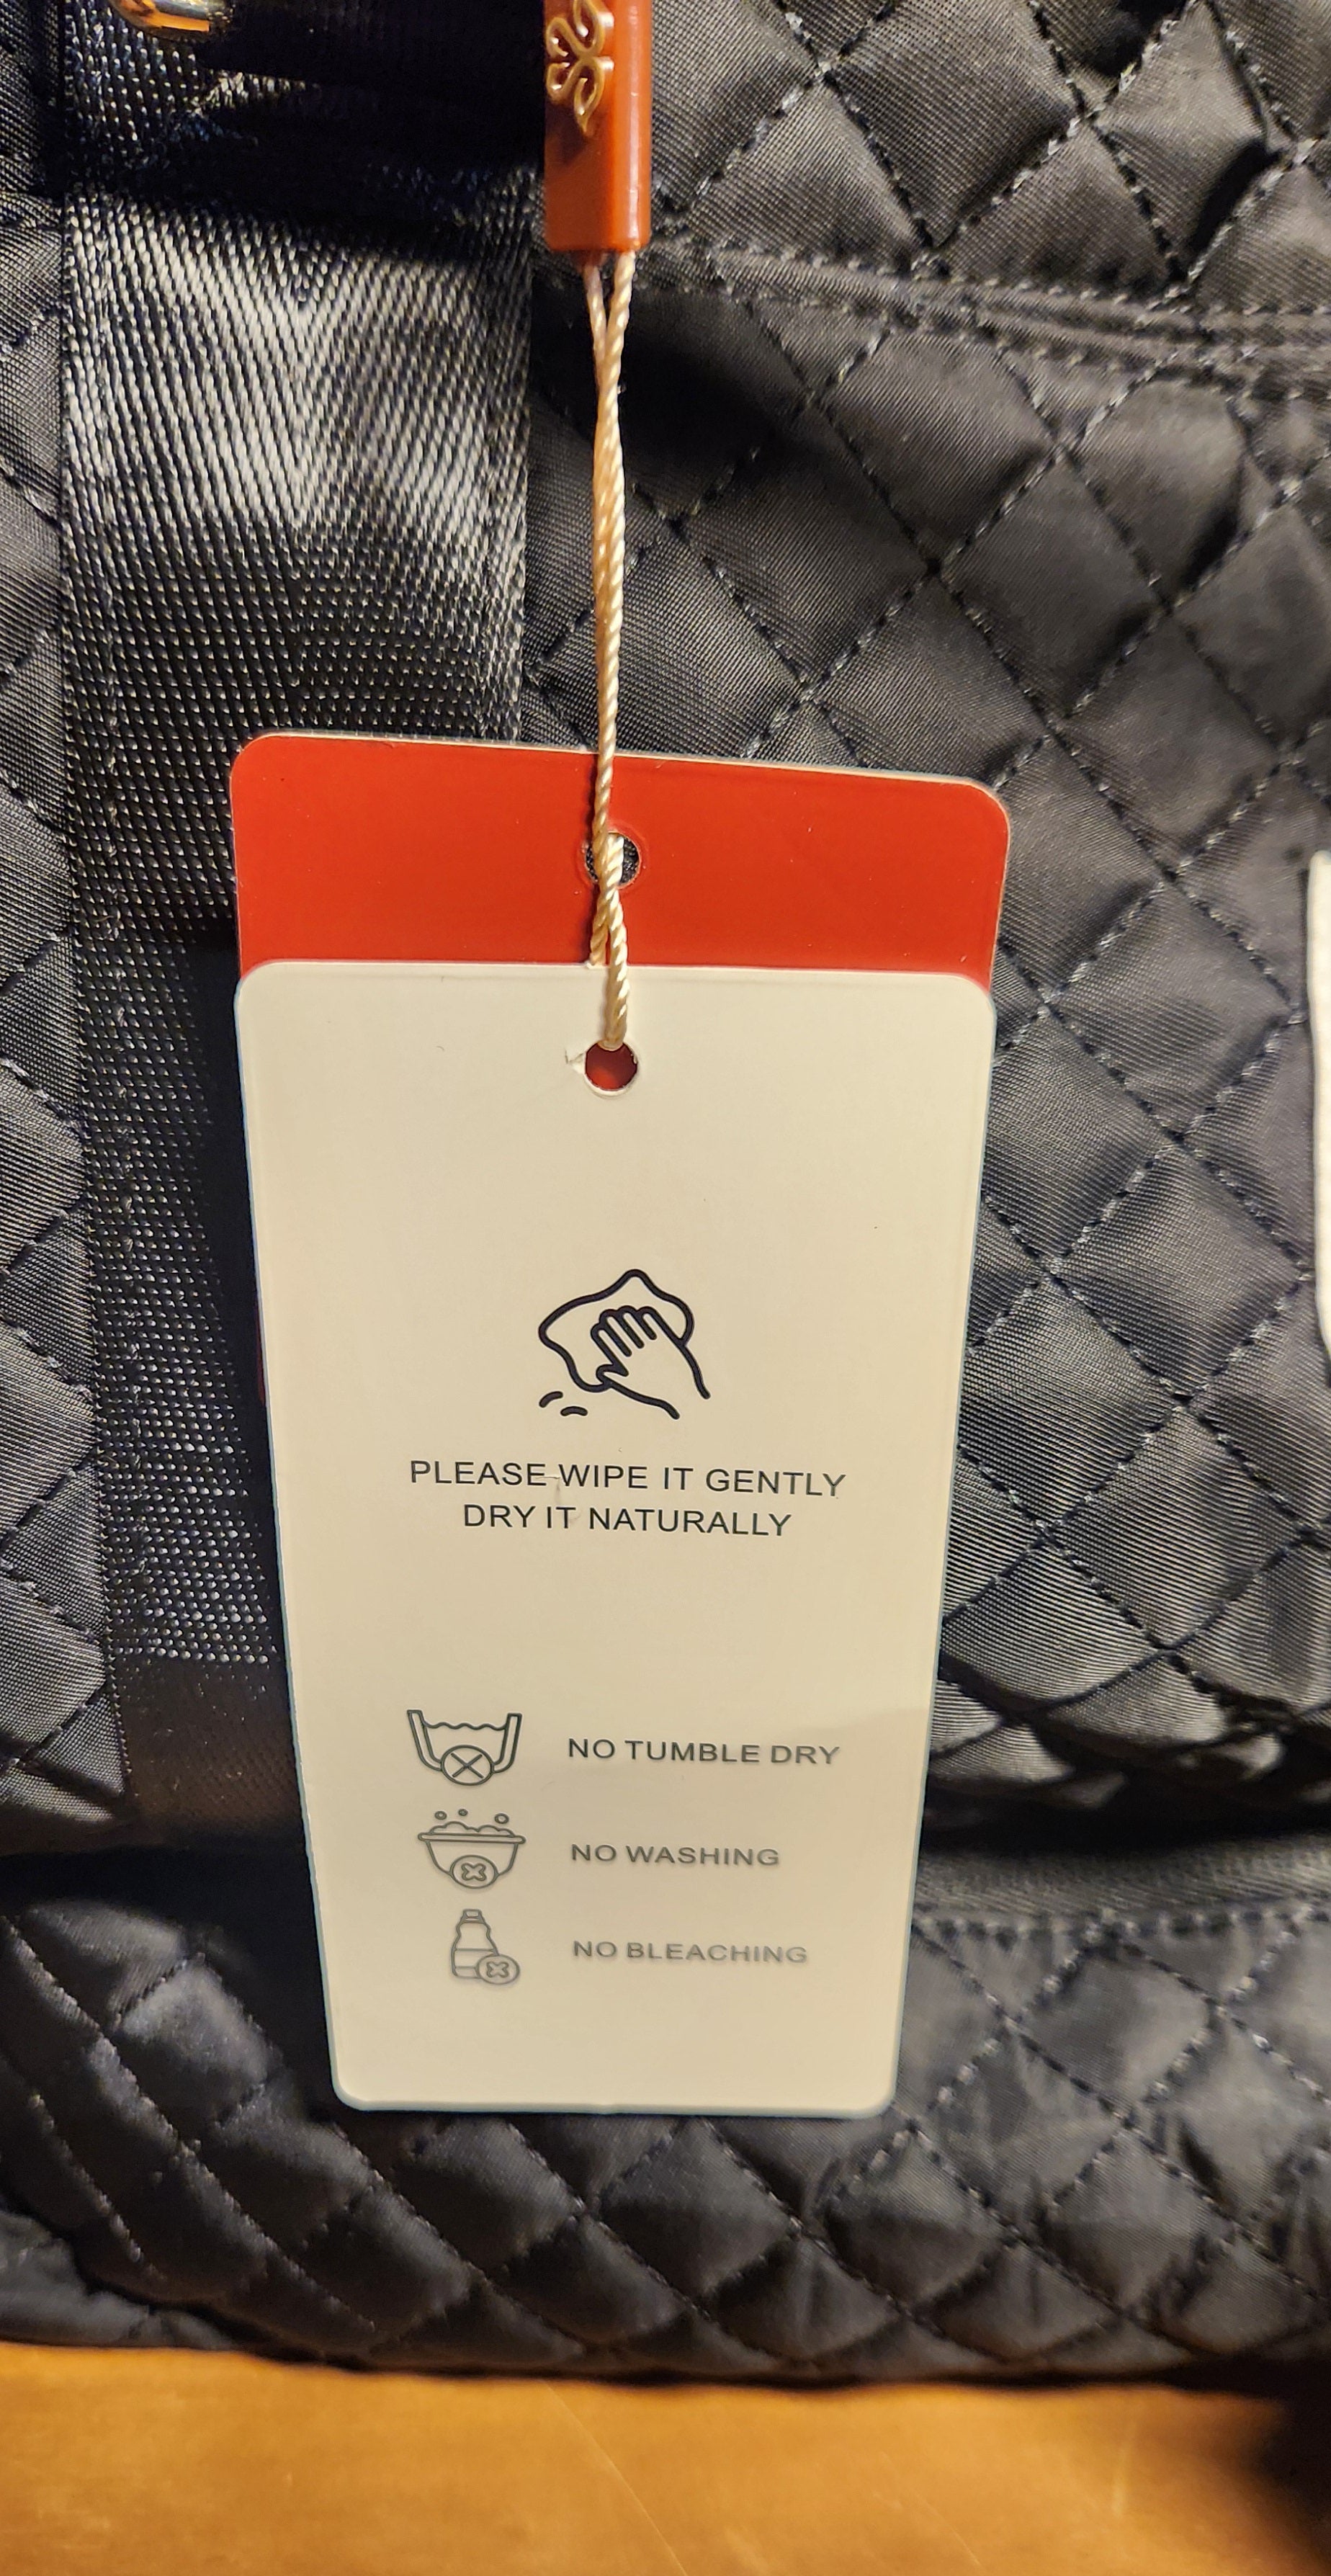 PLEASE WIPE IT GENTLY
DRY IT NATURALLY
NO TUMBLE DRY
NO WASHING
NO BLEACHING